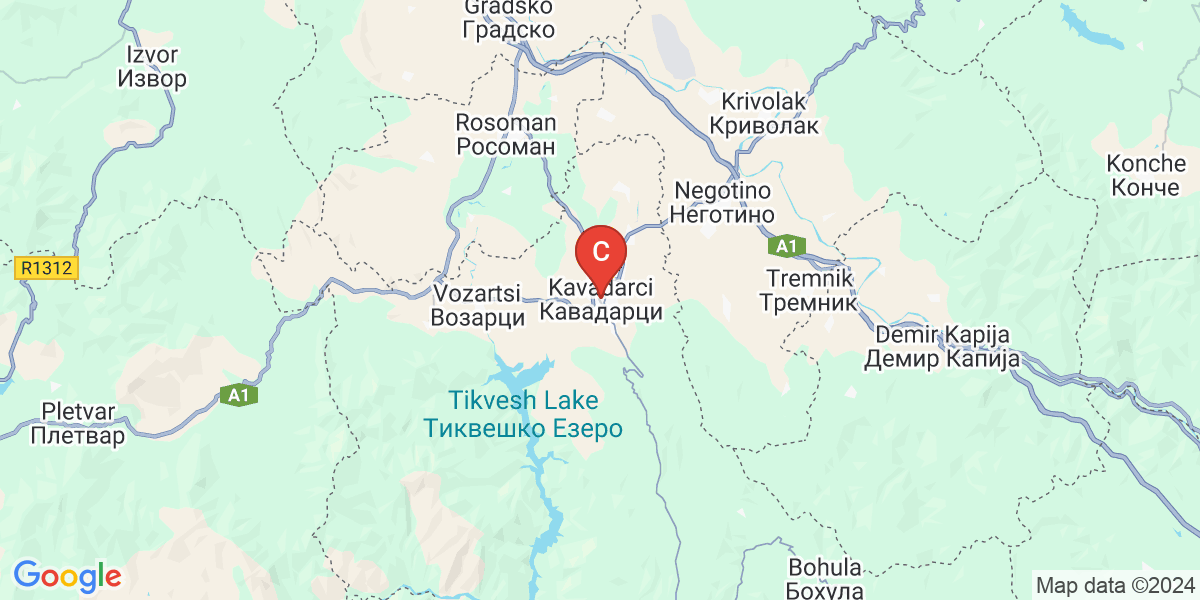 Gradsko
Градско
Izvor
Извор
Krivolak
Криволак
Rosoman
Росоман
Konche
Конче
Negotino
Неготино
A1
C
R1312
Tremnik
Тремник
Kavadarci
Кавадарци
Vozartsi
Возарци
Demir Kapija
Демир Капија
A1
Tikvesh Lake
Тиквешко Езеро
Pletvar
Плетвар
Bohula
Бохула
Google
Map data ©2024